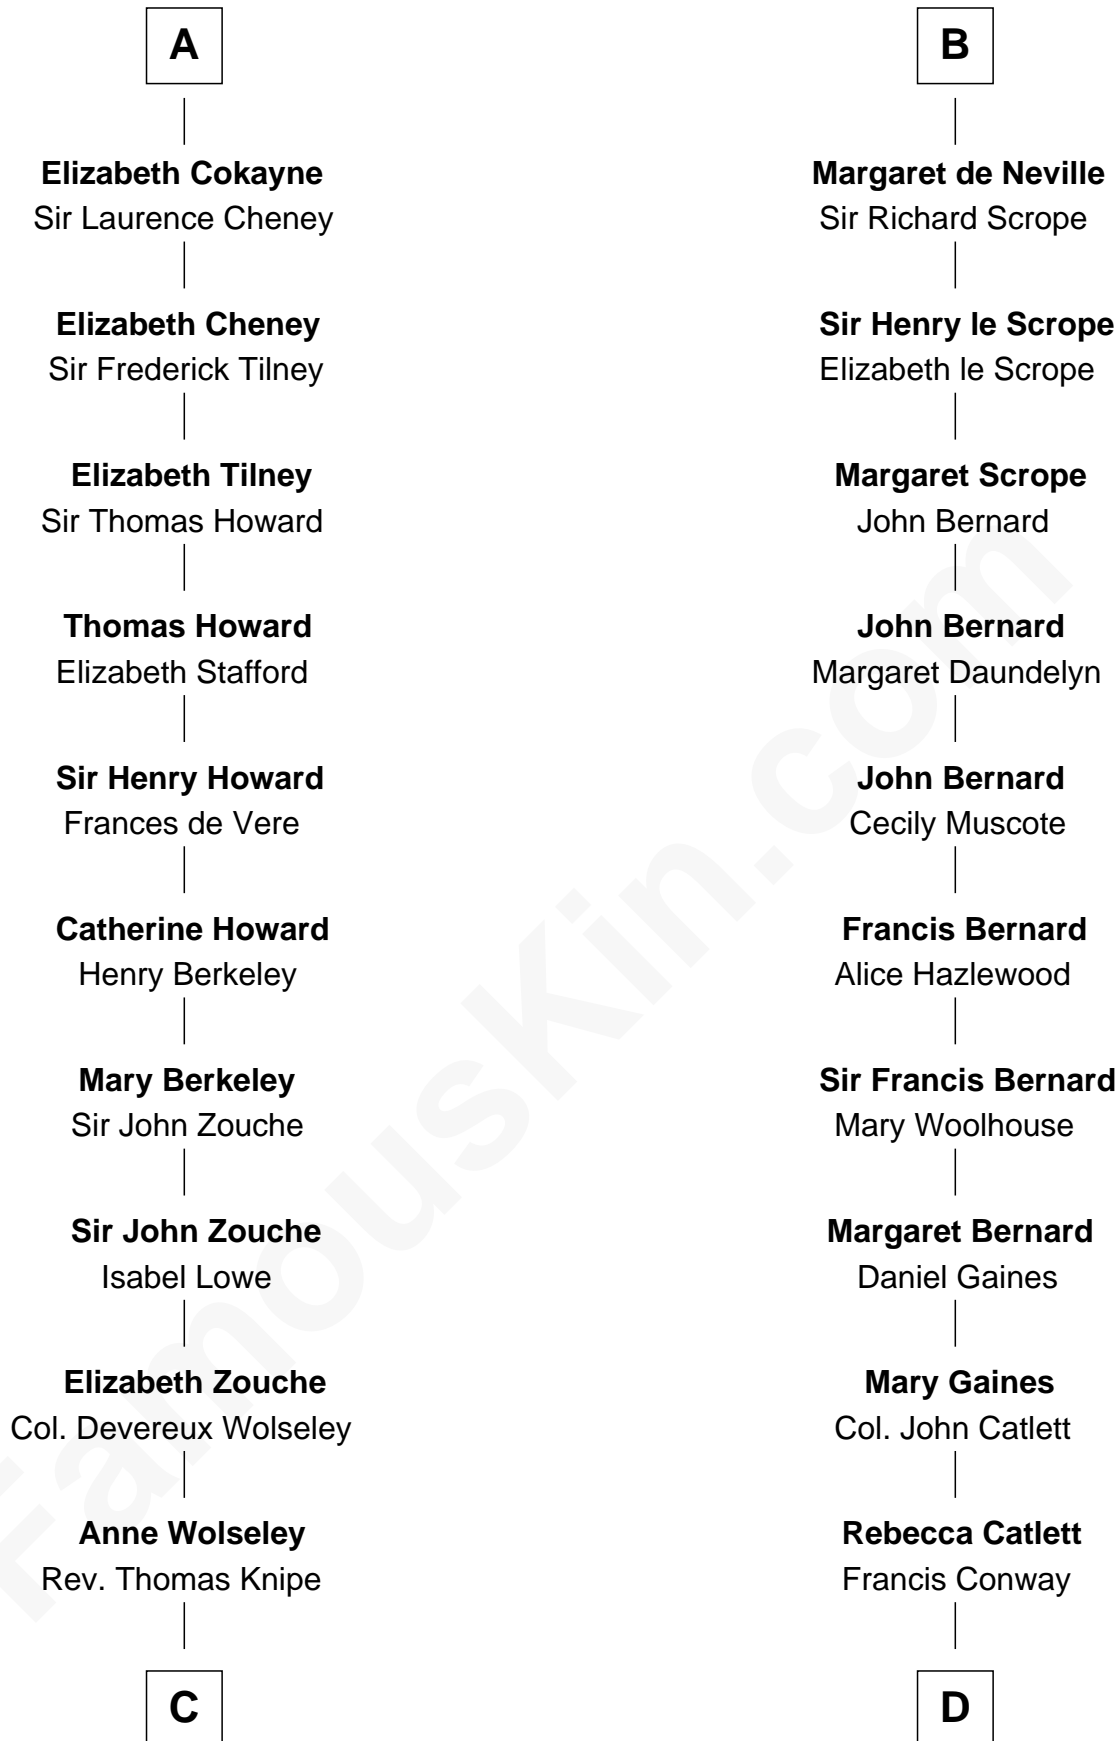 A
Elizabeth Cokayne
Sir Laurence Cheney
Elizabeth Cheney
Sir Frederick Tilney
Elizabeth Tilney
Sir Thomas Howard
Thomas Howard
Elizabeth Stafford
Sir Henry Howard
Frances de Vere
Catherine Howard
Henry Berkeley
Mary Berkeley
Sir John Zouche
Sir John Zouche
Isabel Lowe
Elizabeth Zouche
Col. Devereux Wolseley
Anne Wolseley
Rev. Thomas Knipe
C
B
Margaret de Neville
Sir Richard Scrope
Sir Henry le Scrope
Elizabeth le Scrope
Margaret Scrope
John Bernard
John Bernard
Margaret Daundelyn
John Bernard
Cecily Muscote
Francis Bernard
Alice Hazlewood
Sir Francis Bernard
Mary Woolhouse
Margaret Bernard
Daniel Gaines
Mary Gaines
Col. John Catlett
Rebecca Catlett
Francis Conway
D
FamousKin.com